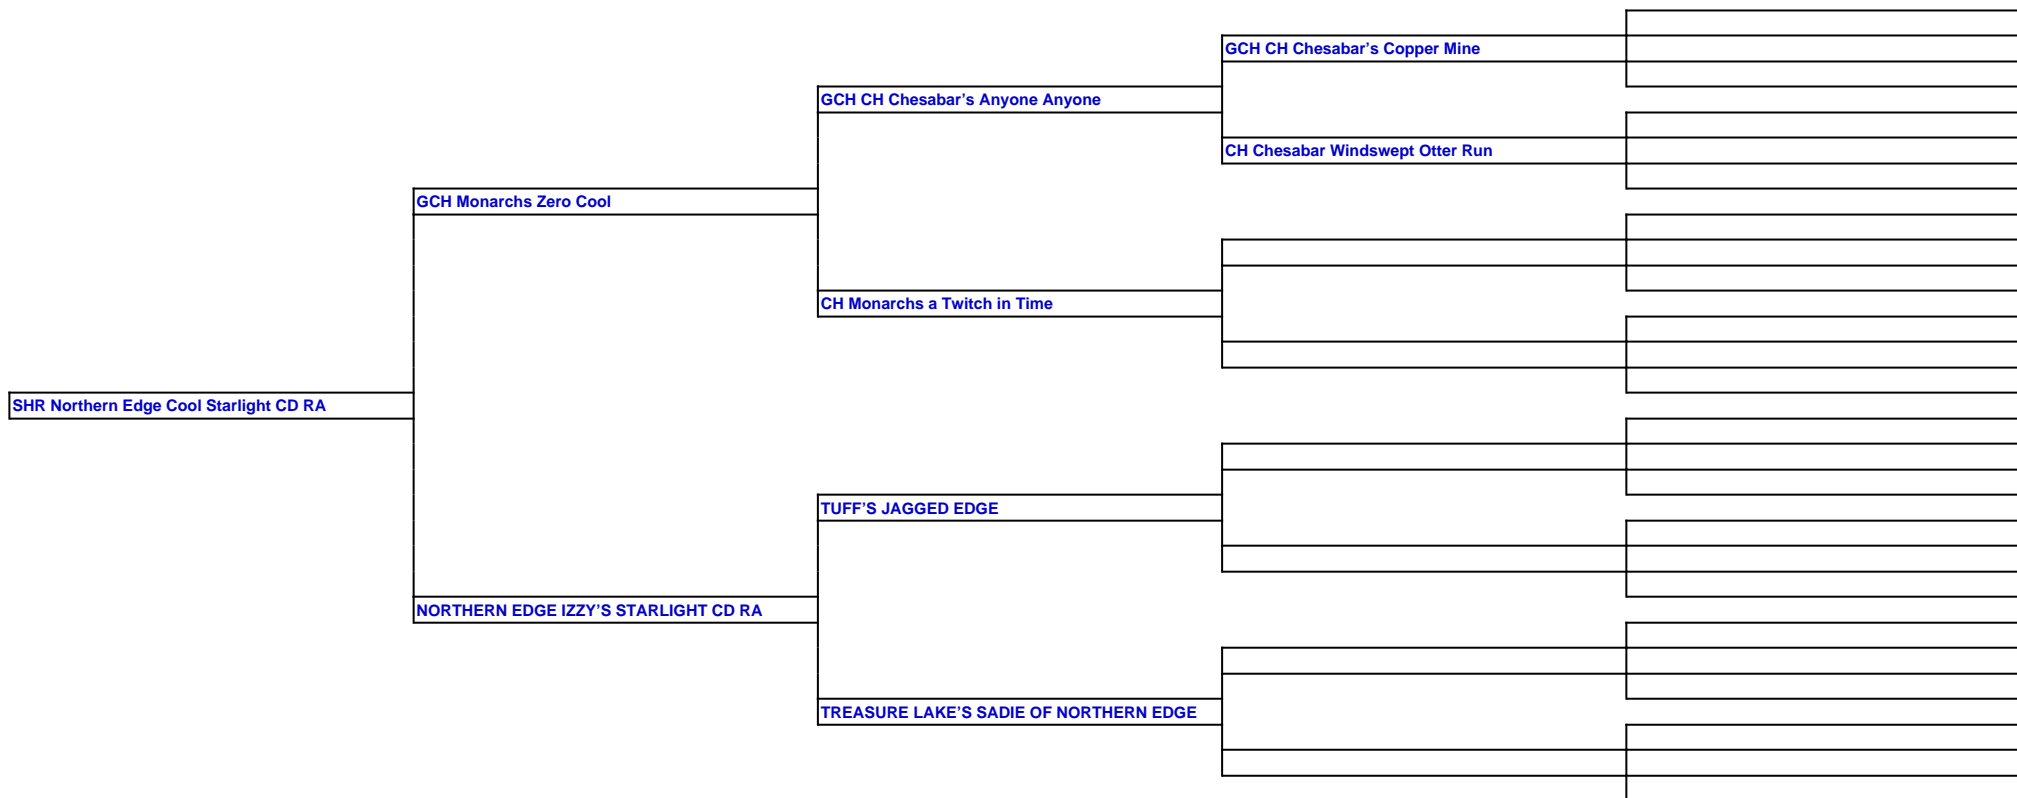 GCH CH Chesabar's Copper Mine
GCH CH Chesabar's Anyone Anyone
CH Chesabar Windswept Otter Run
GCH Monarchs Zero Cool
CH Monarchs a Twitch in Time
SHR Northern Edge Cool Starlight CD RA
TUFF'S JAGGED EDGE
NORTHERN EDGE IZZY'S STARLIGHT CD RA
TREASURE LAKE'S SADIE OF NORTHERN EDGE